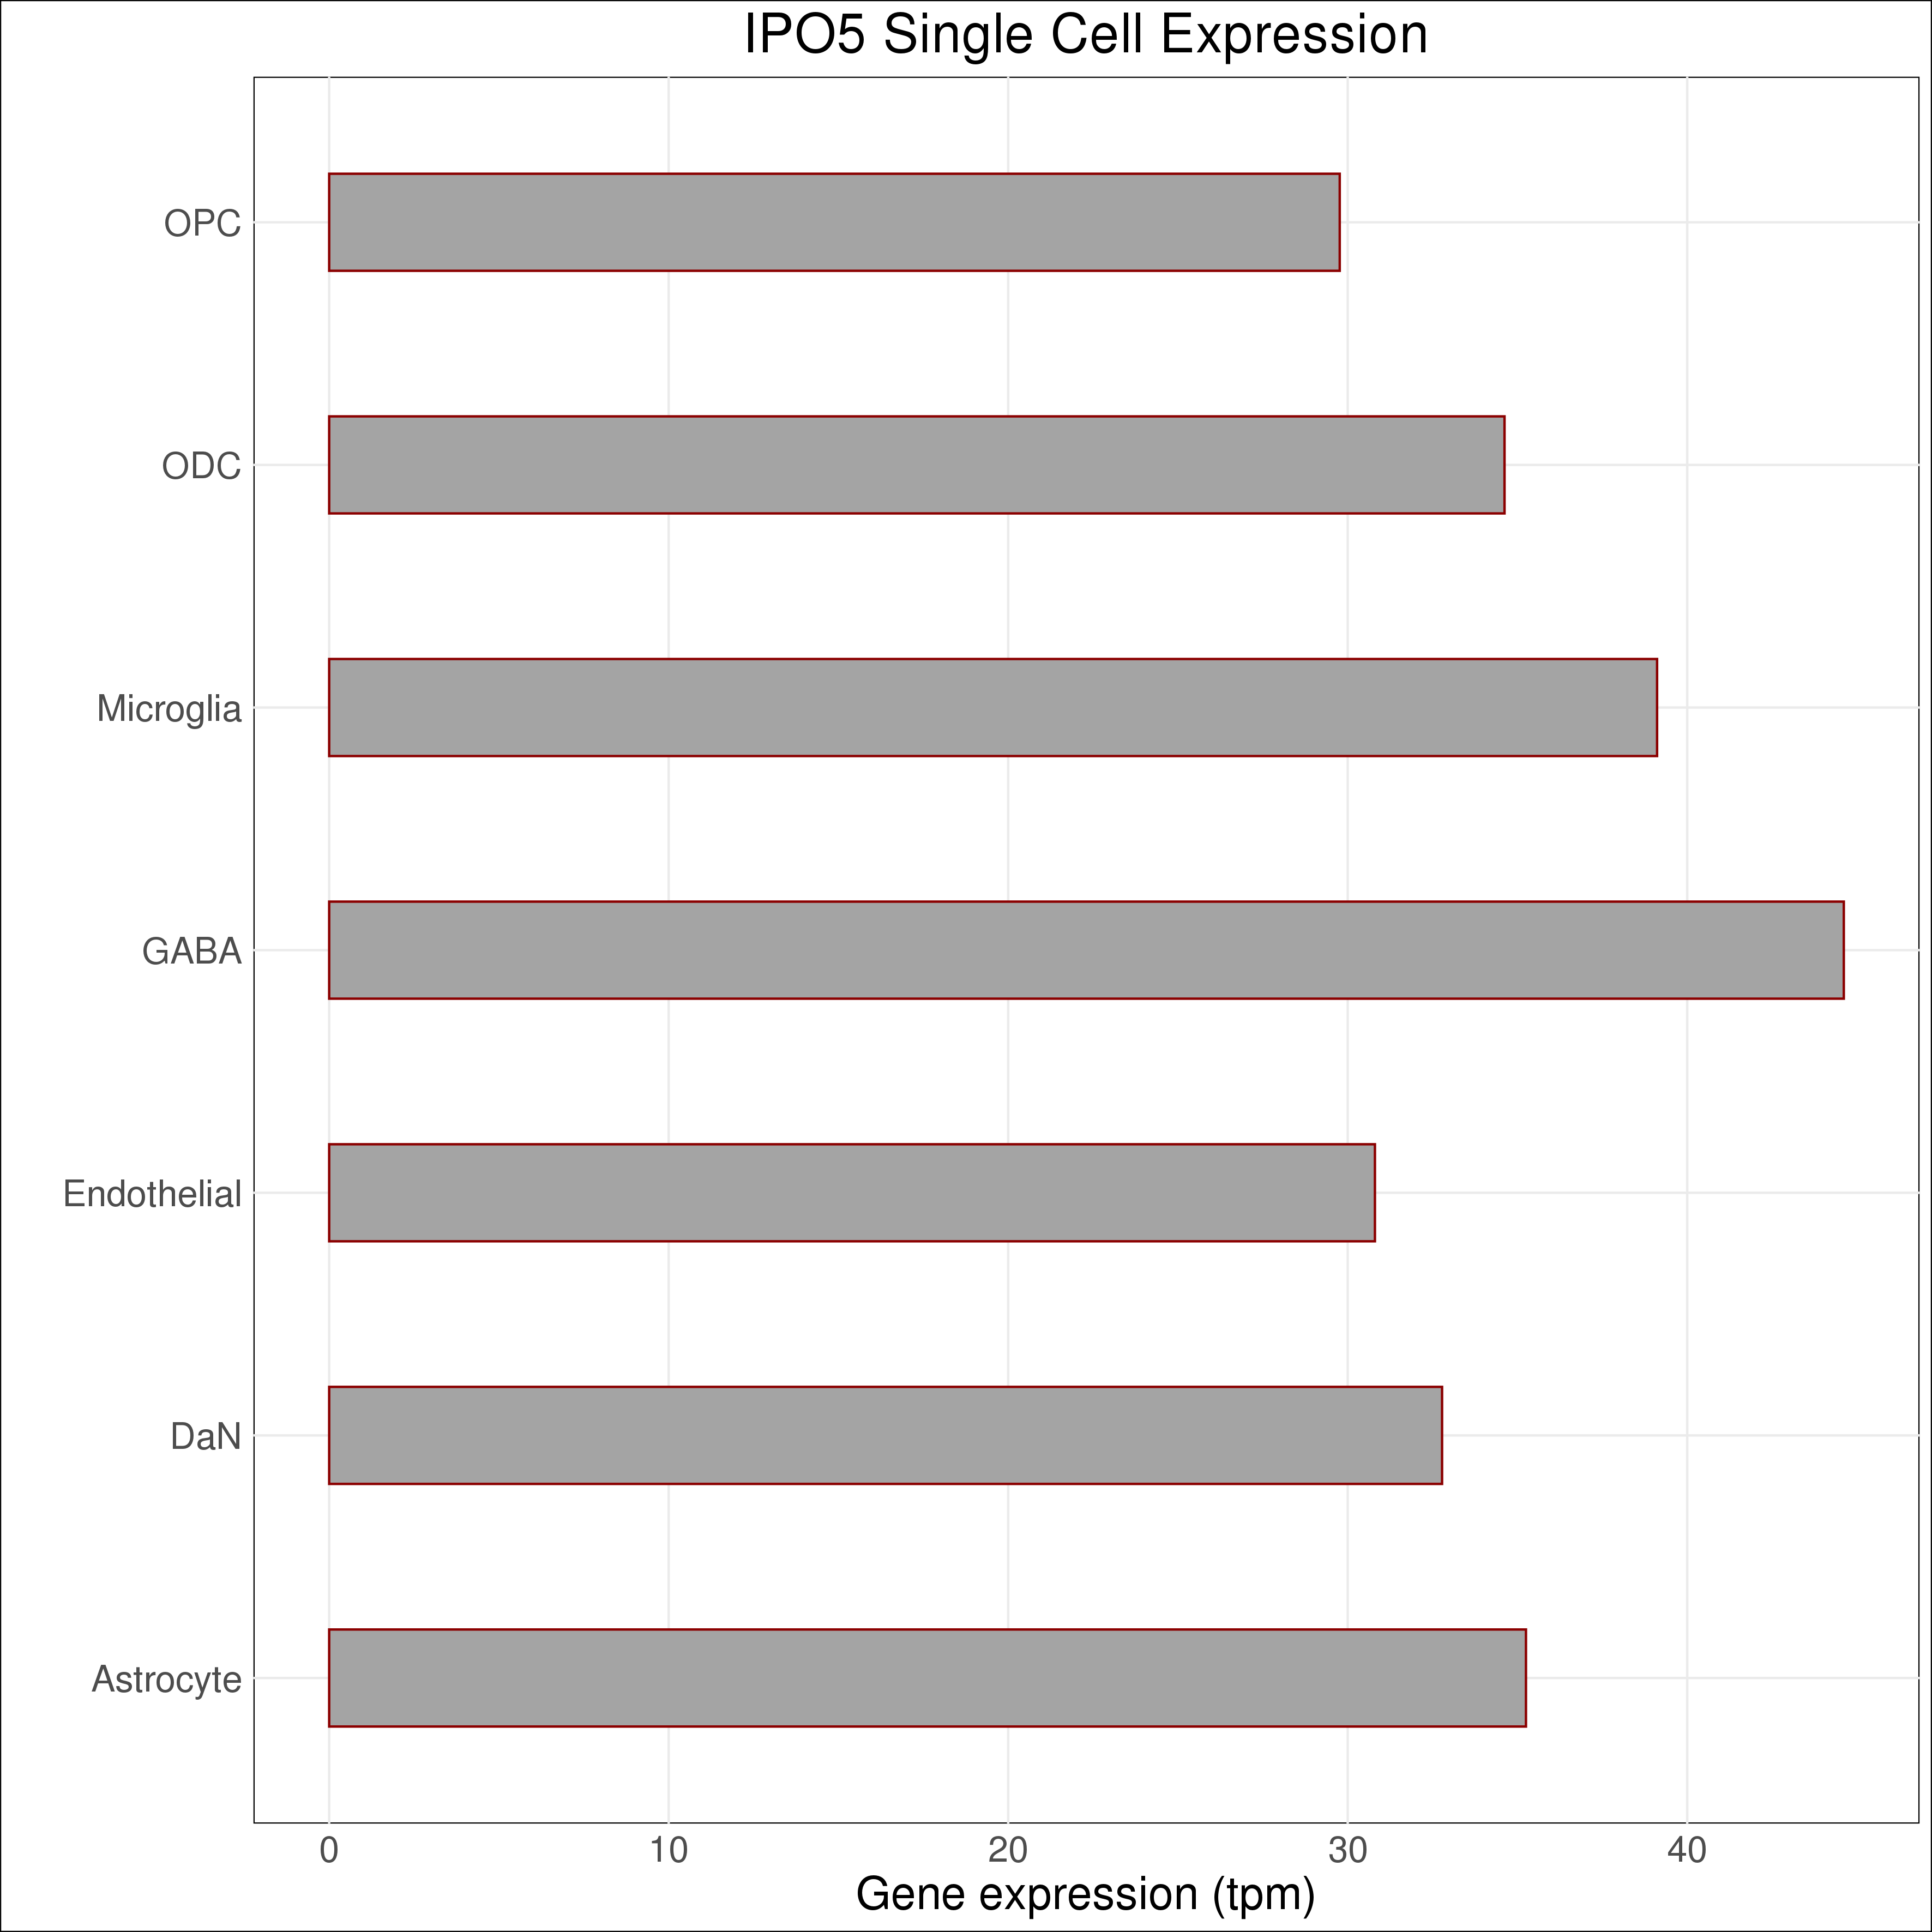 IPO5 Single Cell Expression
OPC
ODC
Microglia
GABA
Endothelial
DaN
Astrocyte
0 10 20 30 40
Gene expression (tpm)